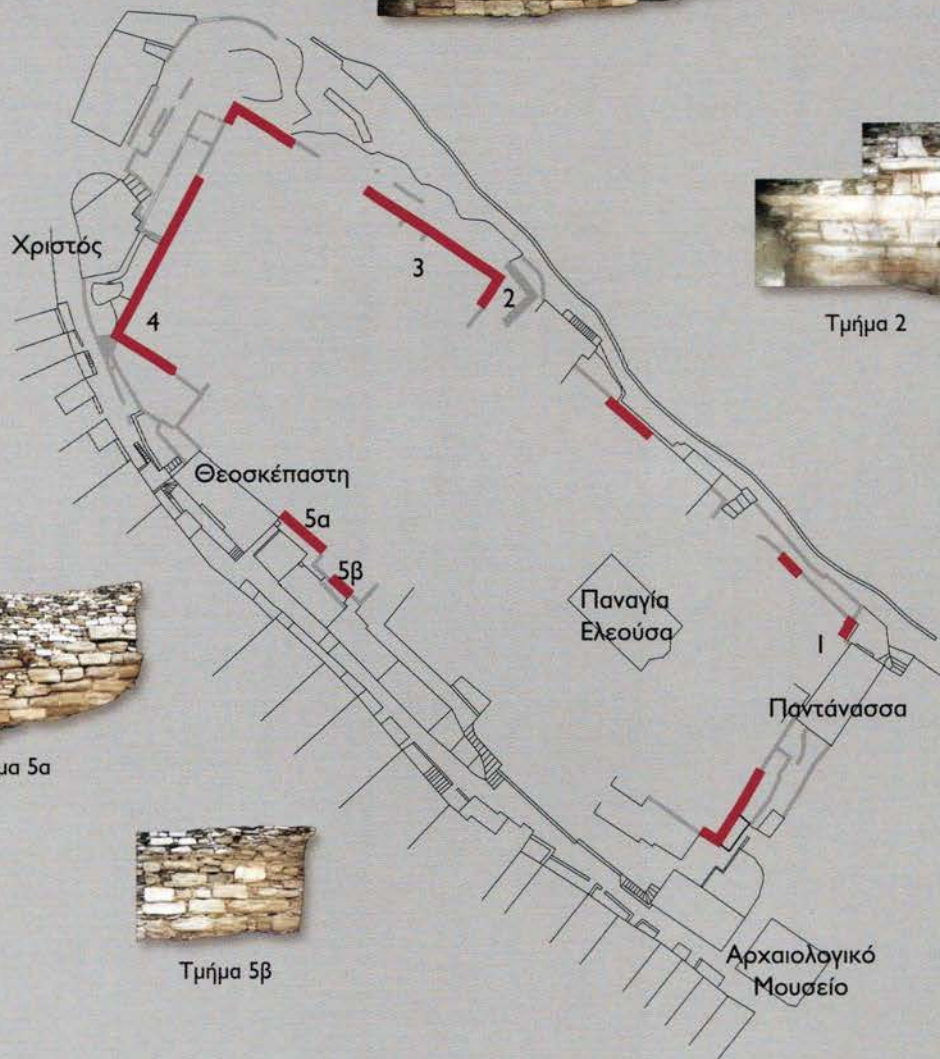 Χριστός
3
2
4
Τμήμα 2
Θεοσκέπαστη
5α
5β
Παναγία
Ελεούσα
1
Παντάνασσα
μα 5α
Τμήμα 5β
Αρχαιολογικό
Μουσείο